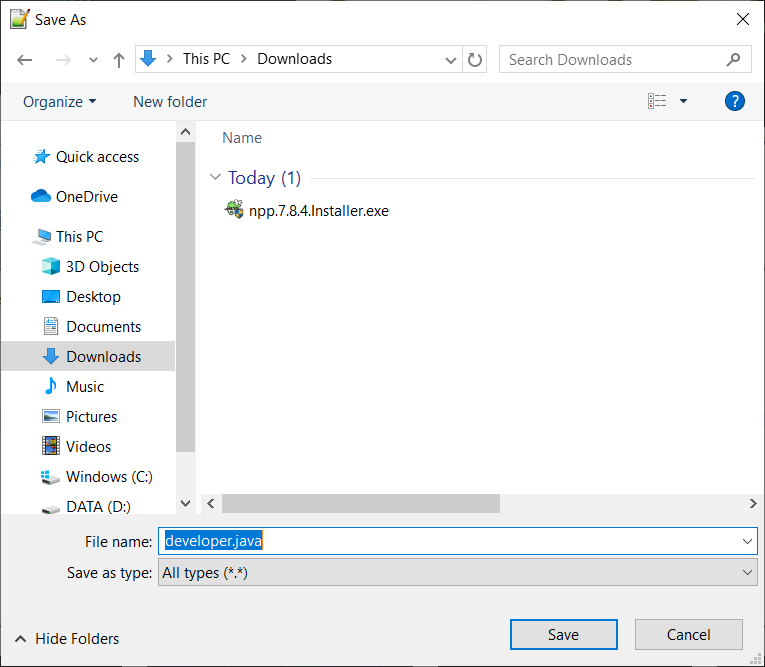 Save As
This PC
Downloads
Search Downloads
Organize
New folder
?
Quick access
OneDrive
This PC
3D Objects
Desktop
Documents
Downloads
Music
Pictures
Videos
Windows (C:)
DATA (D:)
Name
Today (1)
npp.7.8.4.Installer.exe
File name: developer.java
Save as type: All types (*.*)
Hide Folders
Save
Cancel